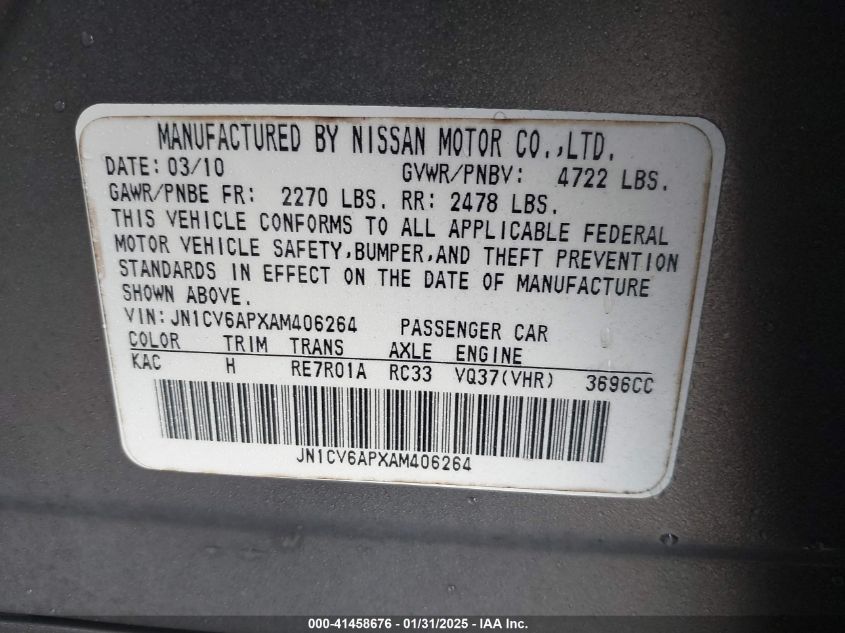 MANUFACTURED BY NISSAN MOTOR CO.,LTD.
DATE: 03/10 GVWR/PNBV: 4722 LBS.
GAWR/PNBE FR: 2270 LBS. RR: 2478 LBS.
THIS VEHICLE CONFORMS TO ALL APPLICABLE FEDERAL
MOTOR VEHICLE SAFETY,BUMPER,AND THEFT PREVENTION
STANDARDS IN EFFECT ON THE DATE OF MANUFACTURE
SHOWN ABOVE.
VIN:JN1CV6APXAM406264 PASSENGER CAR
COLOR TRIM TRANS AXLE ENGINE
KAC H RE7R01A RC33 VQ37(VHR) 3696CC
JN1CV6APXAM406264
000-41458676 - 01/31/2025 - IAA Inc.